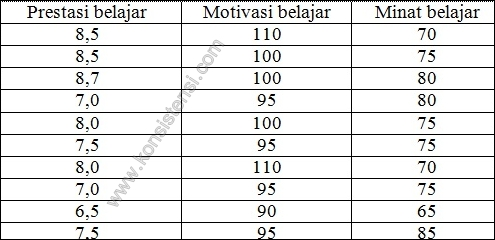 Prestasi belajar Motivasi belajar Minat belajar
8,5 110 70
8,5 100 75
8,7 100 80
7,0 95 80
8,0 100 75
7,5 95 75
8,0 110 70
7,0 95 75
6,5 90 65
7,5 95 85
www.konsistensi.com